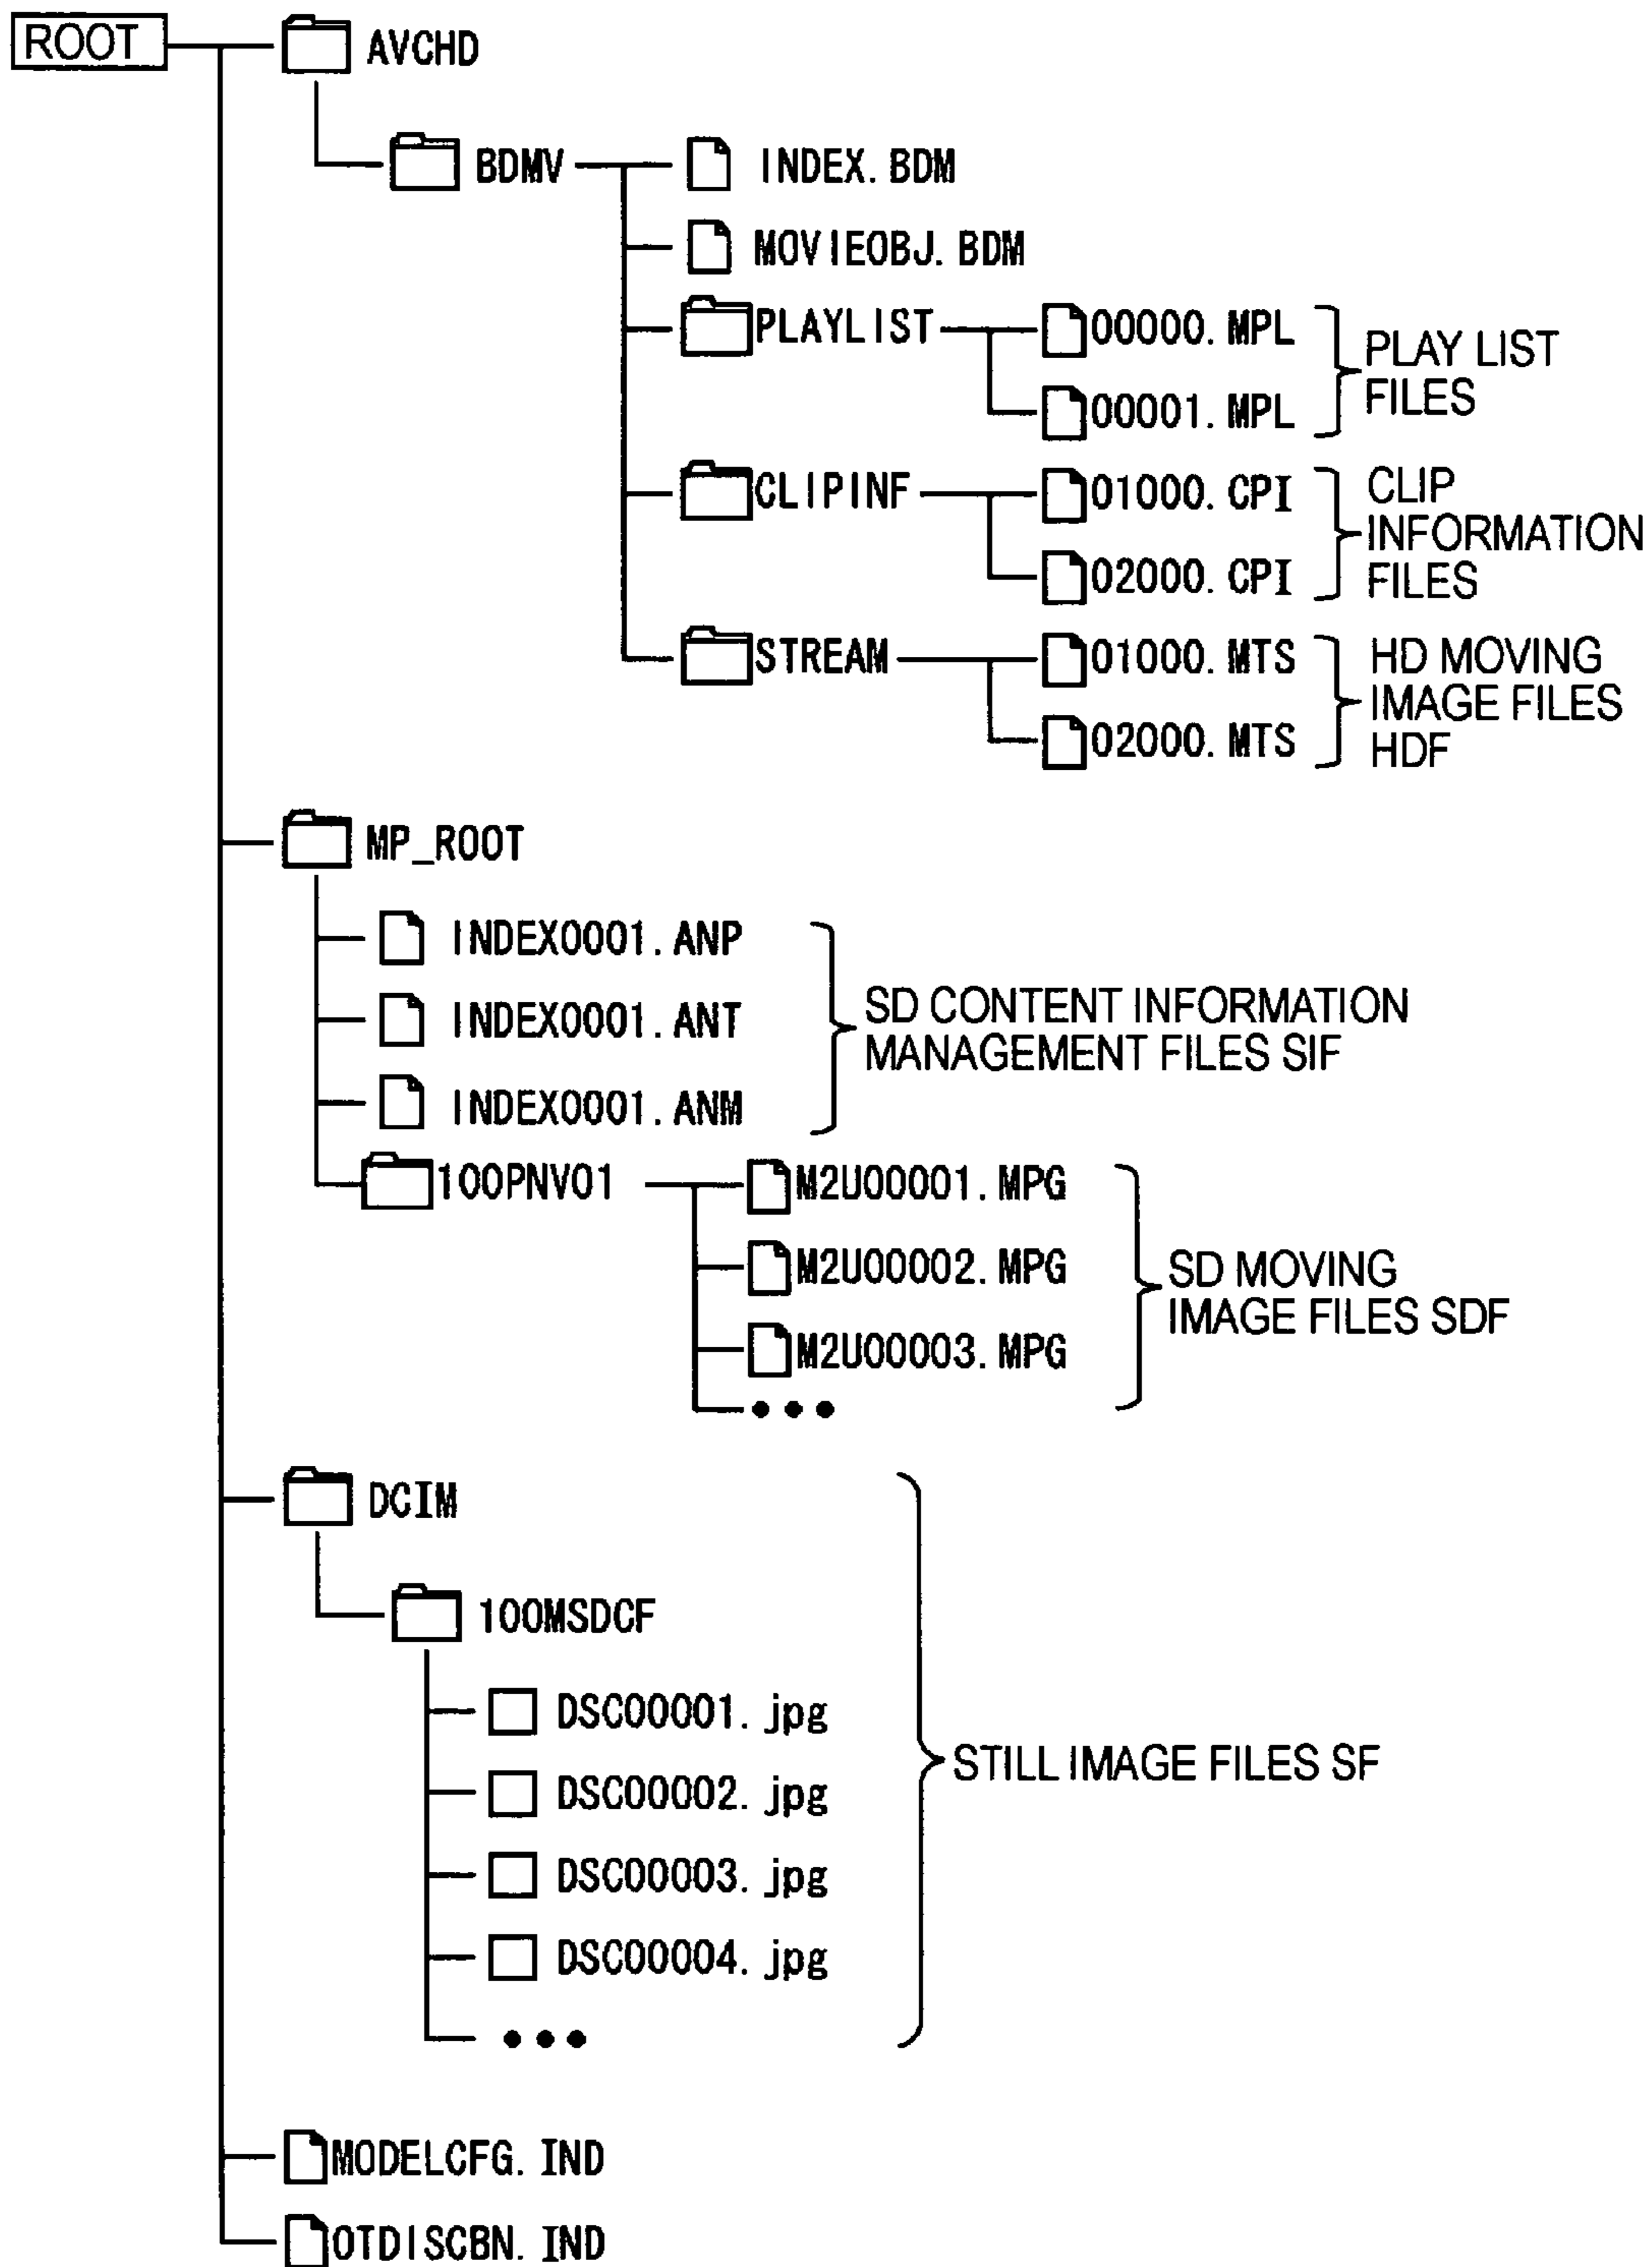 ROOT
AVCHD
BDMV
INDEX.BDM
MOVIEOBJ.BDM
PLAYLIST
00000.MPL
00001.MPL
PLAY LIST
FILES
CLIPINF
01000.CPI
02000.CPI
CLIP
INFORMATION
FILES
STREAM
01000.MTS
02000.MTS
HD MOVING
IMAGE FILES
HDF
MP_ROOT
INDEX0001.ANP
INDEX0001.ANT
INDEX0001.ANM
SD CONTENT INFORMATION
MANAGEMENT FILES SIF
100PNV01
M2U00001.MPG
M2U00002.MPG
M2U00003.MPG
SD MOVING
IMAGE FILES SDF
DCIM
100MSDCF
DSC00001.jpg
DSC00002.jpg
DSC00003.jpg
DSC00004.jpg
STILL IMAGE FILES SF
MODELCFG.IND
OTDISCBN.IND